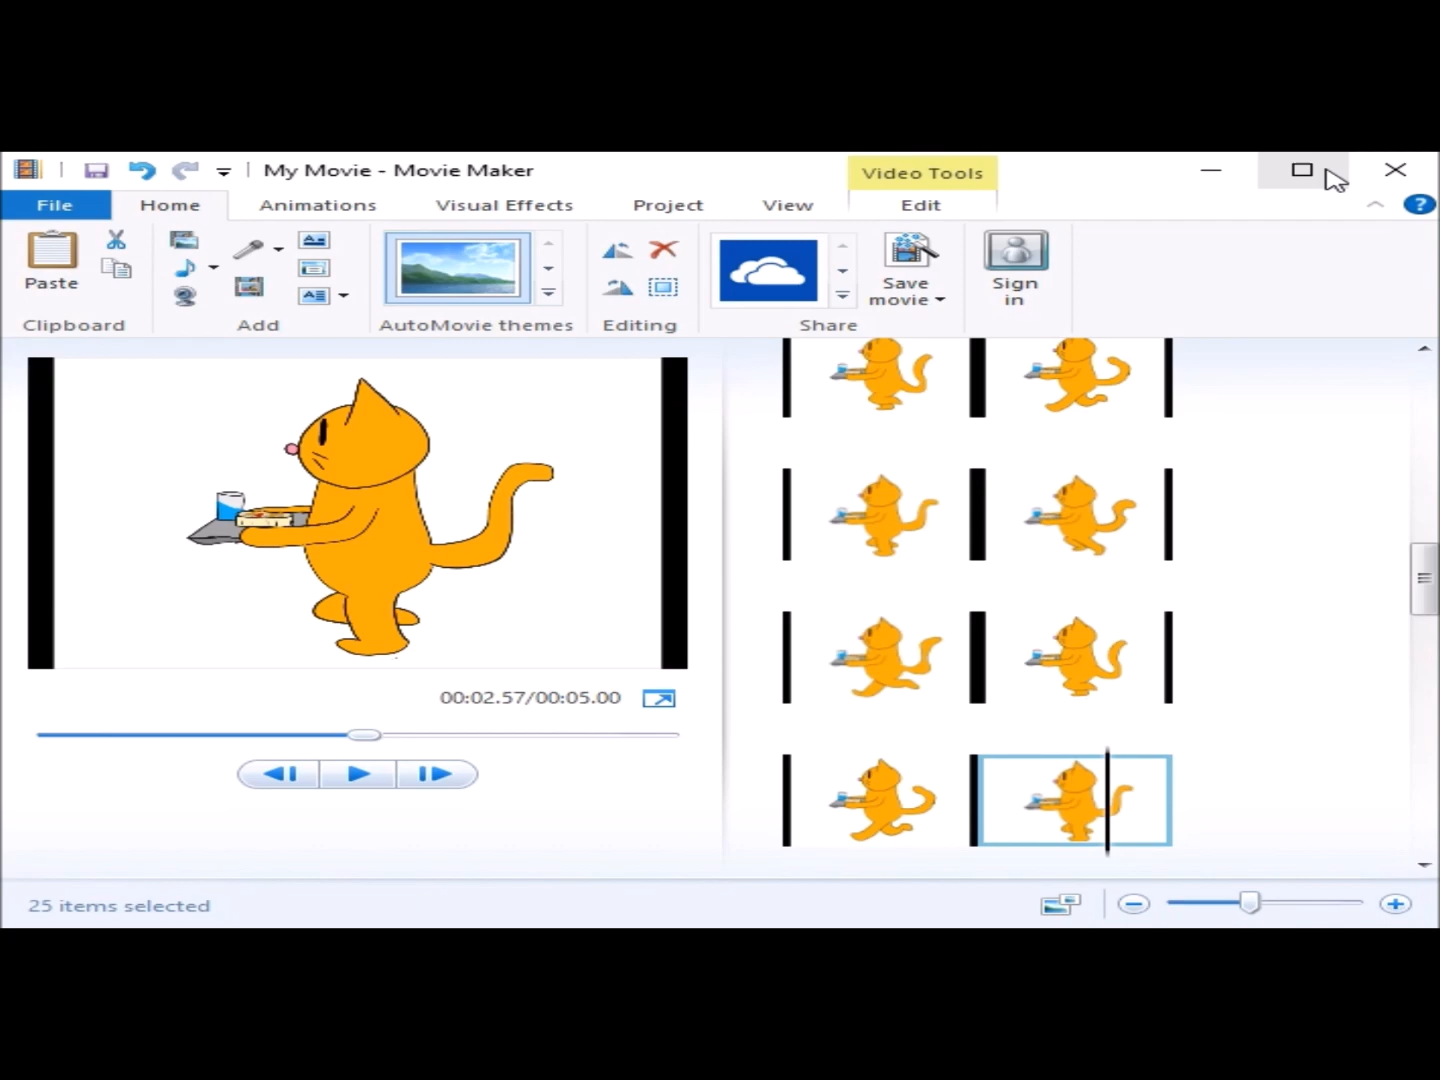 My Movie - Movie Maker
Video Tools
File Home Animations Visual Effects Project View Edit
Paste
Save movie
Sign in
Clipboard Add AutoMovie themes Editing Share
00:02.57/00:05.00
25 items selected